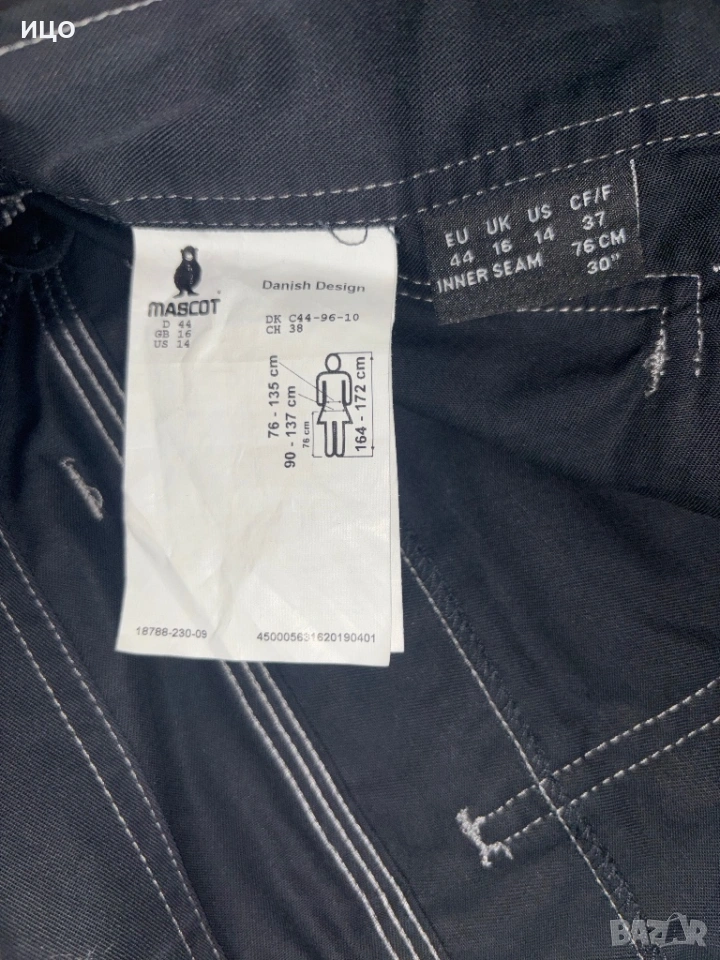 ицо
EU UK US CF/F
44 16 14 37
INNER SEAM 76 CM
30"
MASCOT
D 44
GB 16
US 14
Danish Design
DK C44-96-10
CH 38
76 - 135 cm
90 - 137 cm
76 cm
164 - 172 cm
18788-230-09
450005631620190401
BAZAR